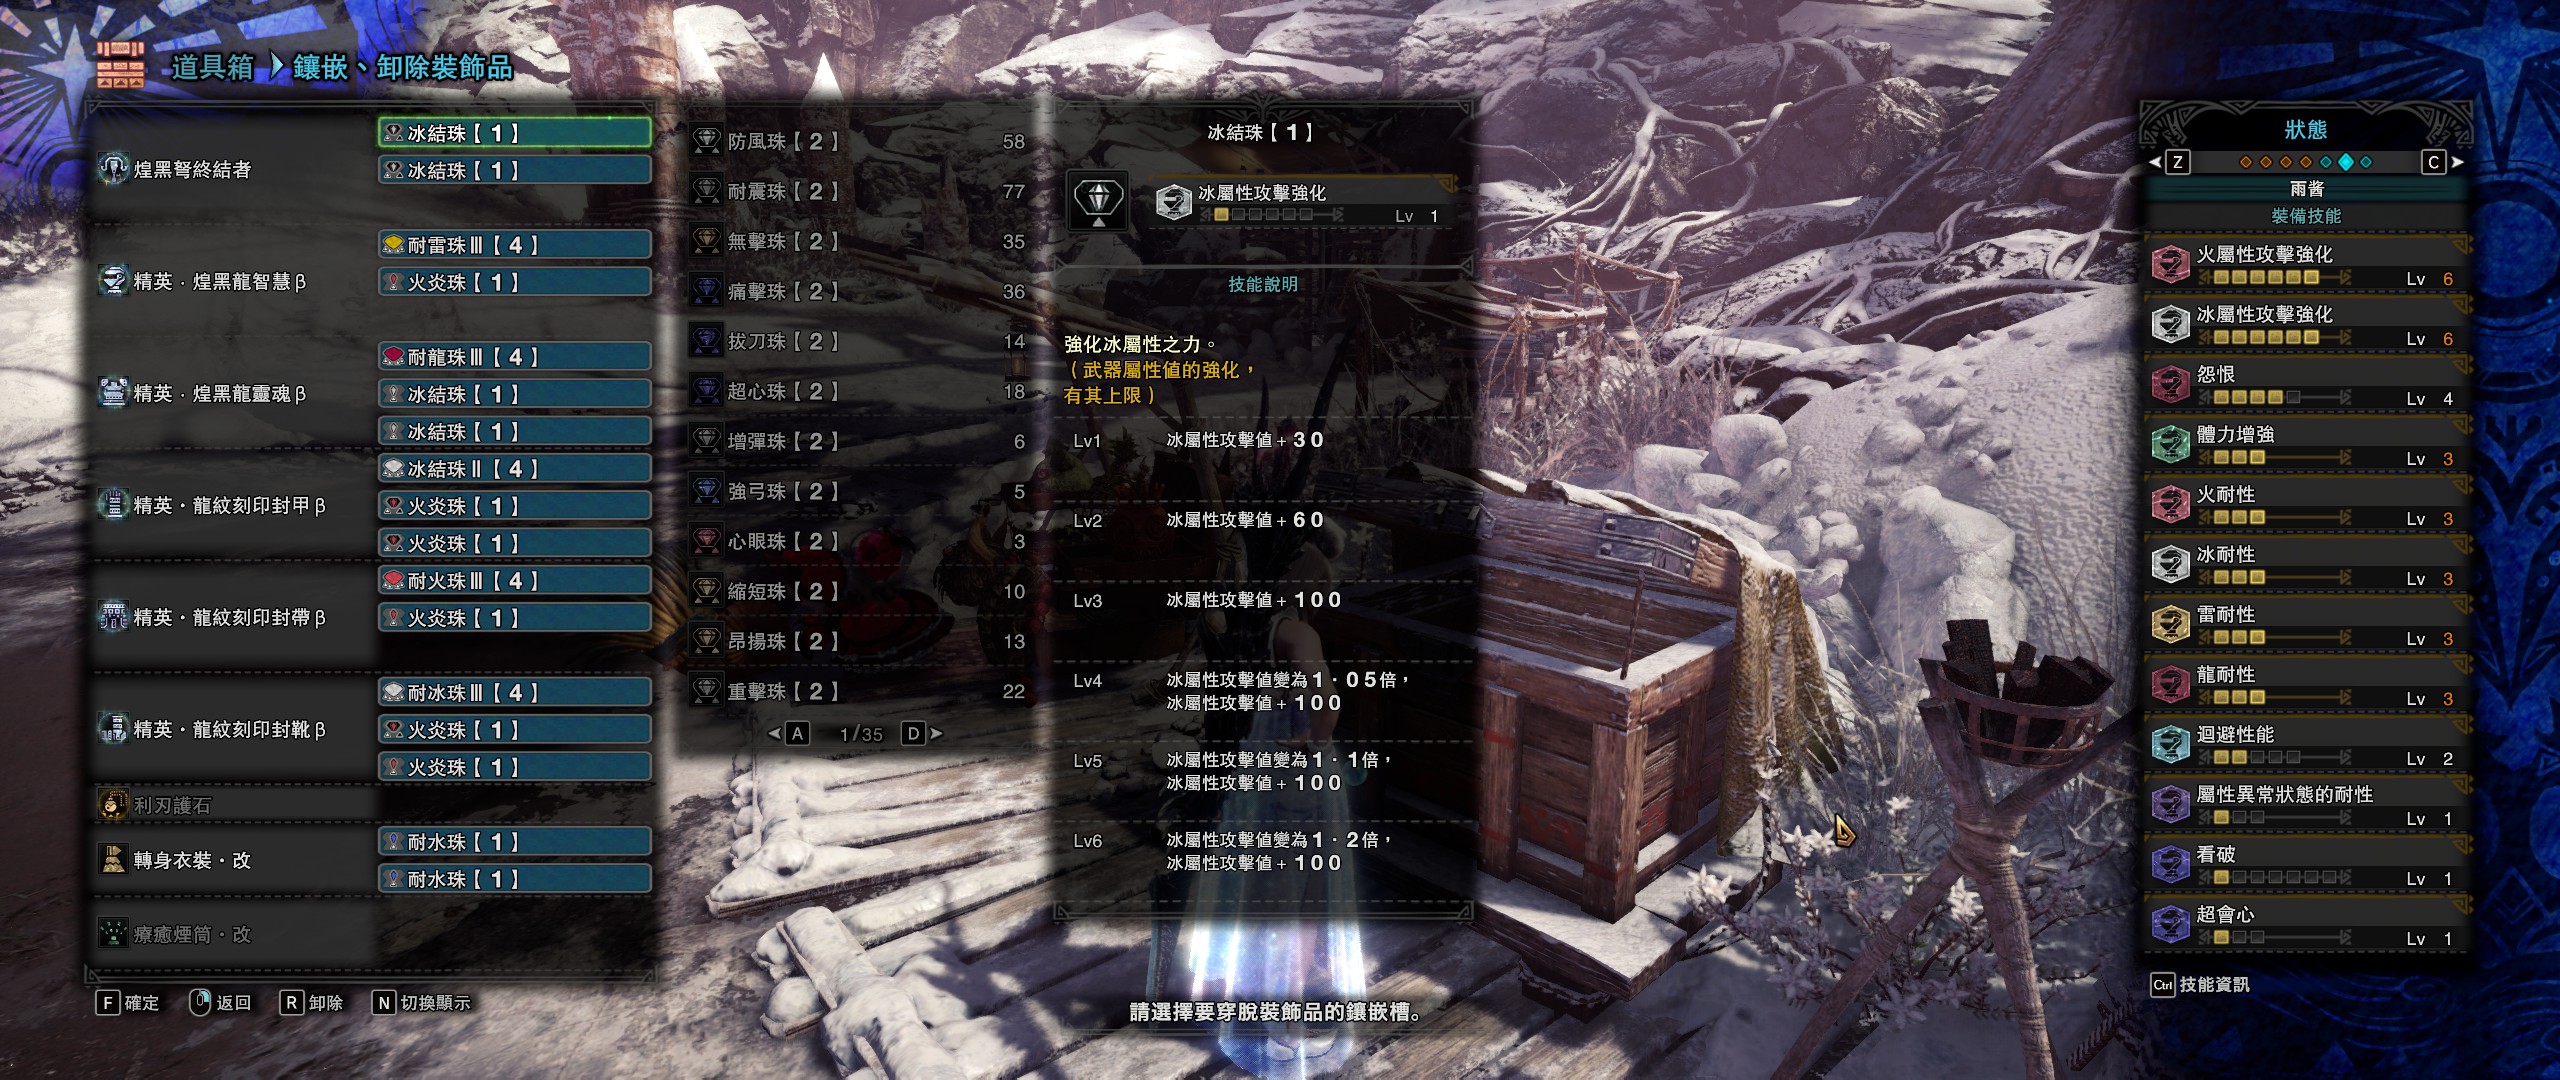 道具箱 鑲嵌、卸除裝飾品
煌黑弩終結者
冰結珠【1】
冰結珠【1】
精英．煌黑龍智慧β
耐雷珠Ⅲ【4】
火炎珠【1】
精英．煌黑龍靈魂β
耐龍珠Ⅲ【4】
冰結珠【1】
冰結珠【1】
精英・龍紋刻印封甲β
冰結珠Ⅱ【4】
火炎珠【1】
火炎珠【1】
精英・龍紋刻印封帶β
耐火珠Ⅲ【4】
火炎珠【1】
精英・龍紋刻印封靴β
耐冰珠Ⅲ【4】
火炎珠【1】
火炎珠【1】
利刃護石
轉身衣裝・改
耐水珠【1】
耐水珠【1】
療癒煙筒・改
F 確定 返回 R 卸除 N 切換顯示
防風珠【2】 58
耐震珠【2】 77
無擊珠【2】 35
痛擊珠【2】 36
拔刀珠【2】 14
超心珠【2】 18
增彈珠【2】 6
強弓珠【2】 5
心眼珠【2】 3
縮短珠【2】 10
昂揚珠【2】 13
重擊珠【2】 22
A 1/35 D
冰結珠【1】
冰屬性攻擊強化
Lv 1
技能說明
強化冰屬性之力。
（武器屬性值的強化，
有其上限）
Lv1 冰屬性攻擊值+30
Lv2 冰屬性攻擊值+60
Lv3 冰屬性攻擊值+100
Lv4 冰屬性攻擊值變為1．05倍，
冰屬性攻擊值+100
Lv5 冰屬性攻擊值變為1．1倍，
冰屬性攻擊值+100
Lv6 冰屬性攻擊值變為1．2倍，
冰屬性攻擊值+100
請選擇要穿脫裝飾品的鑲嵌槽。
狀態
Z C
雨酱
裝備技能
火屬性攻擊強化
Lv 6
冰屬性攻擊強化
Lv 6
怨恨
Lv 4
體力增強
Lv 3
火耐性
Lv 3
冰耐性
Lv 3
雷耐性
Lv 3
龍耐性
Lv 3
迴避性能
Lv 2
屬性異常狀態的耐性
Lv 1
看破
Lv 1
超會心
Lv 1
Ctrl 技能資訊